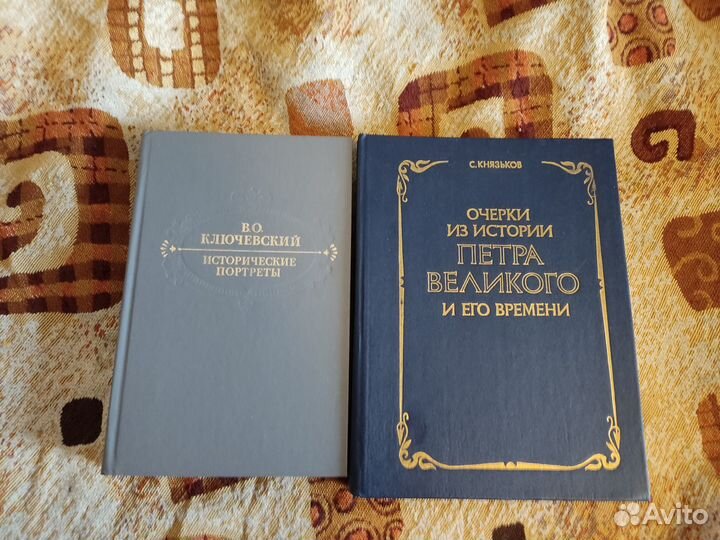 В.О.
КЛЮЧЕВСКИЙ
ИСТОРИЧЕСКИЕ
ПОРТРЕТЫ
С. КНЯЗЬКОВ
ОЧЕРКИ
ИЗ ИСТОРИИ
ПЕТРА
ВЕЛИКОГО
И ЕГО ВРЕМЕНИ
Avito